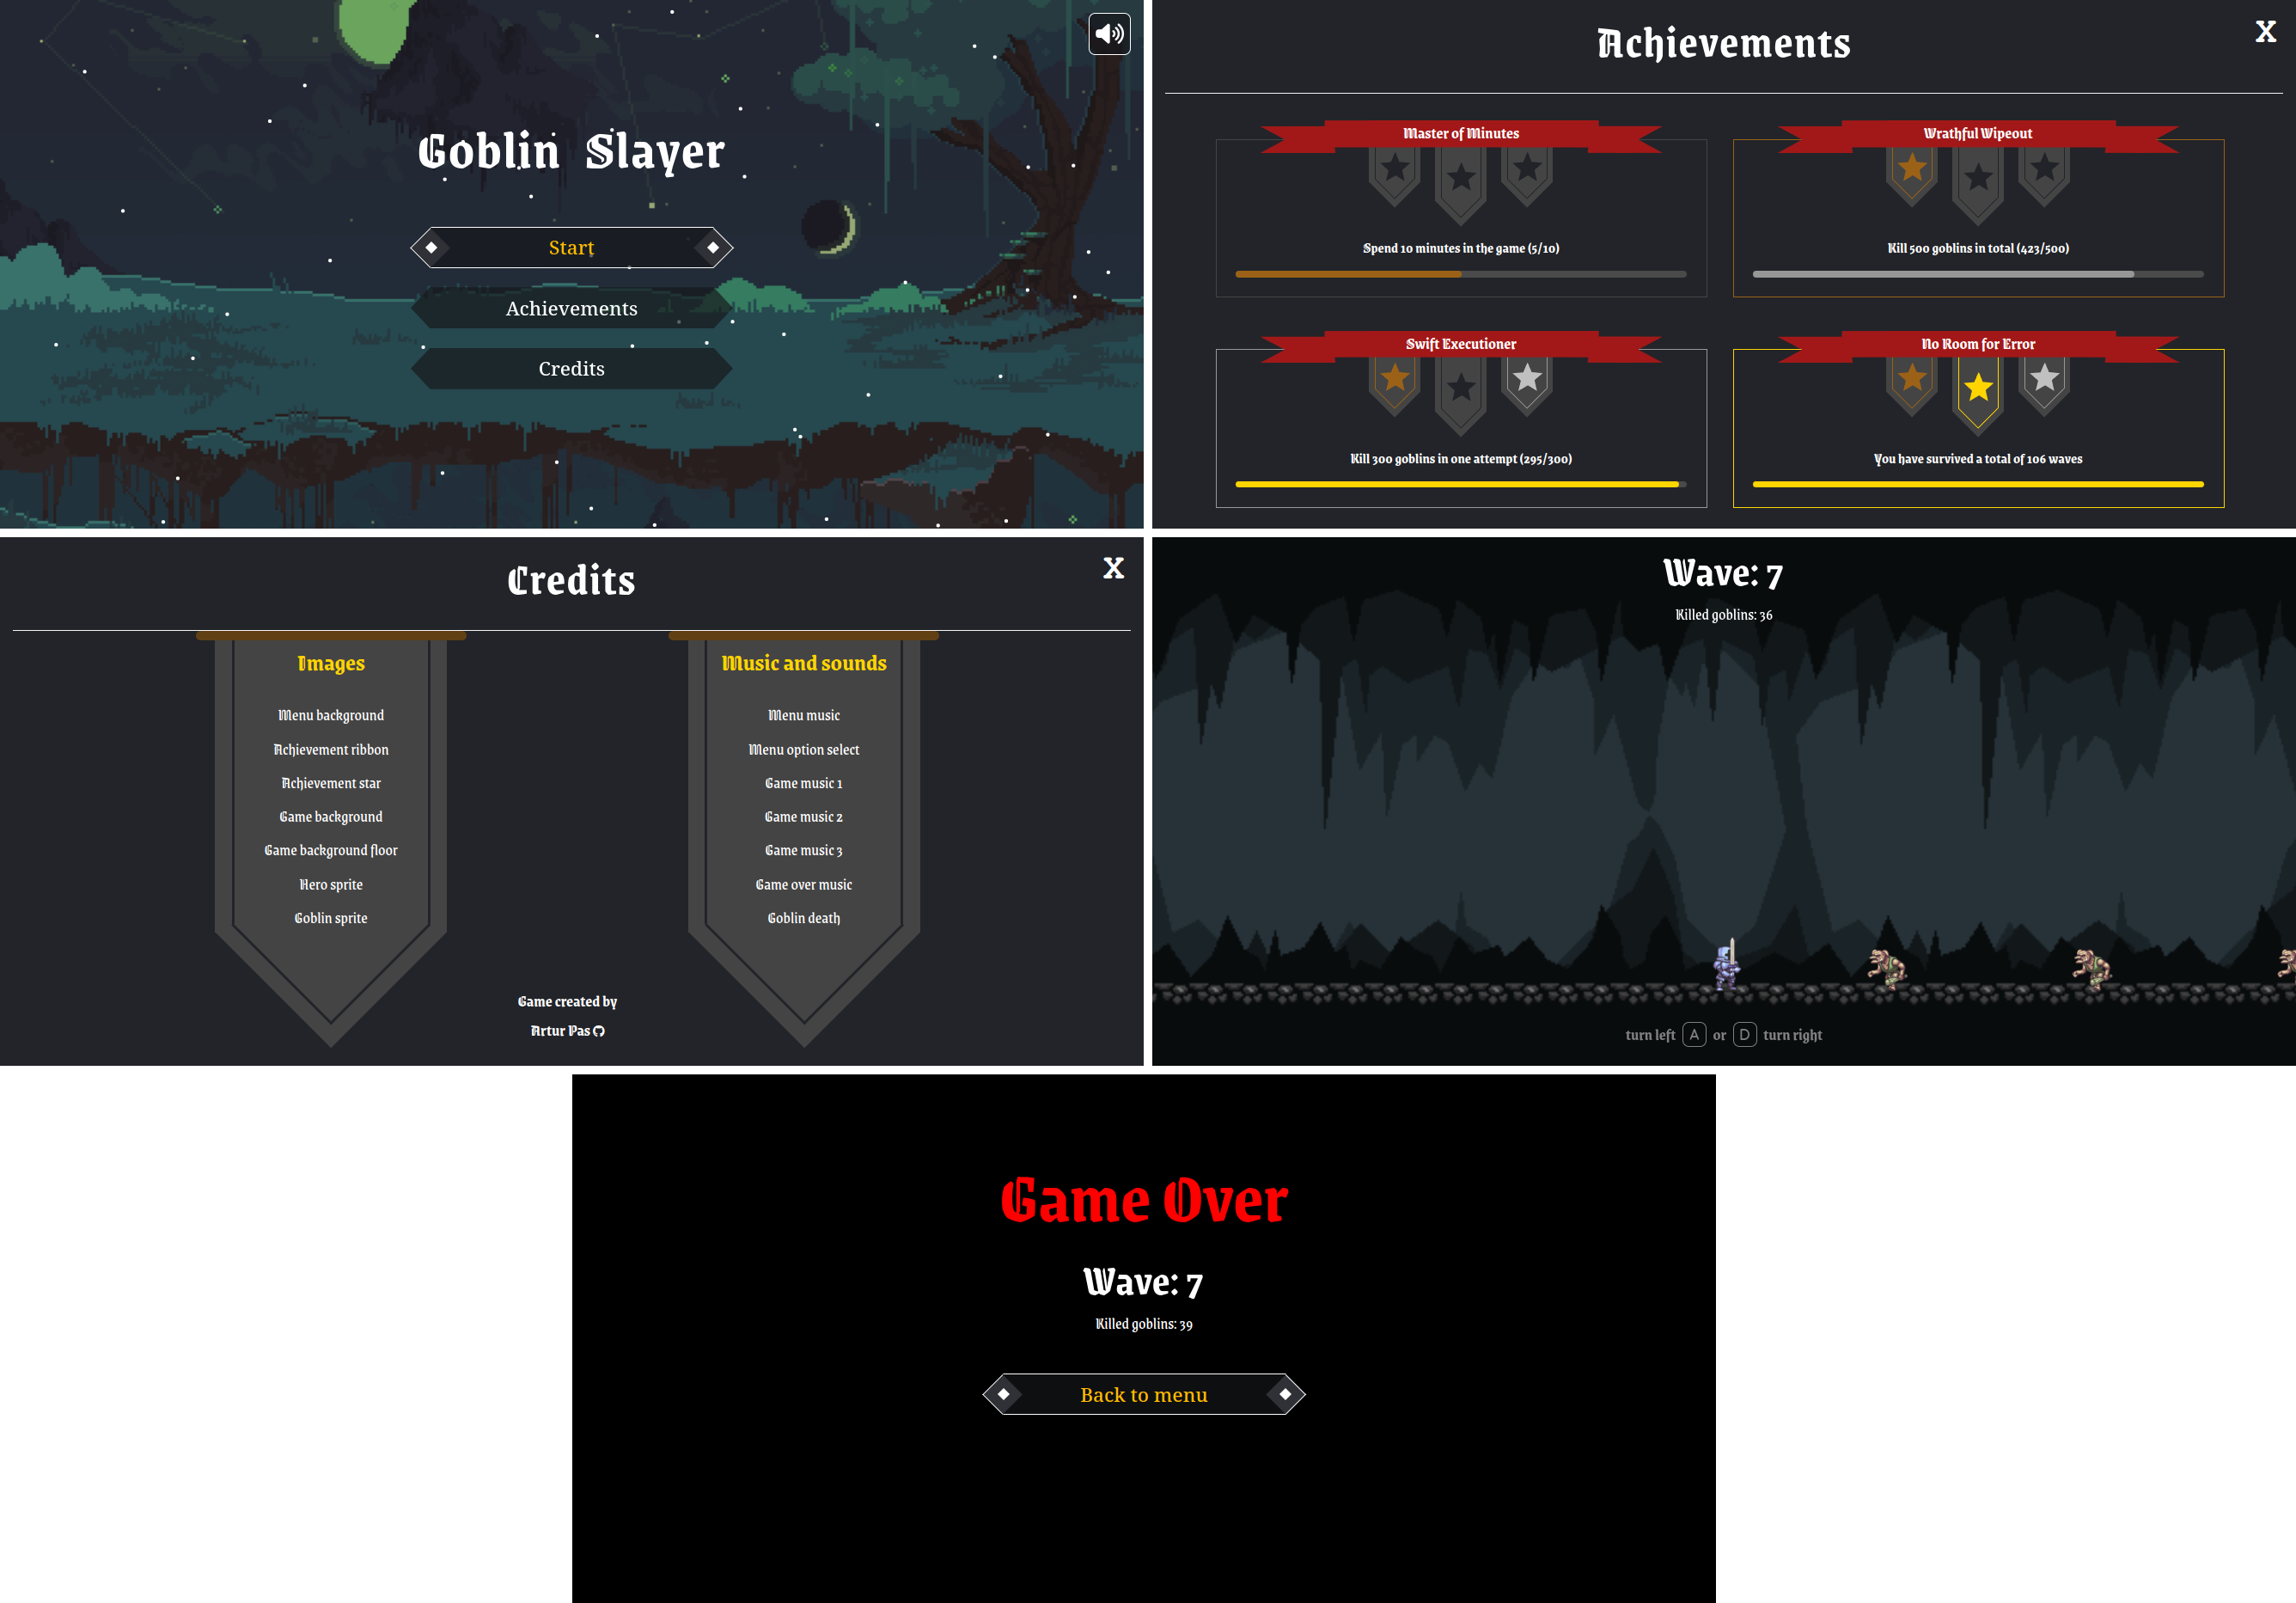 Goblin Slayer
Start
Achievements
Credits
Achievements
X
Master of Minutes
Spend 10 minutes in the game (5/10)
Wrathful Wipeout
Kill 500 goblins in total (423/500)
Swift Executioner
Kill 300 goblins in one attempt (295/300)
No Room for Error
You have survived a total of 106 waves
Credits
X
Images
Menu background
Achievement ribbon
Achievement star
Game background
Game background floor
Hero sprite
Goblin sprite
Music and sounds
Menu music
Menu option select
Game music 1
Game music 2
Game music 3
Game over music
Goblin death
Game created by
Artur Pas
Wave: 7
Killed goblins: 36
turn left A or D turn right
Game Over
Wave: 7
Killed goblins: 39
Back to menu